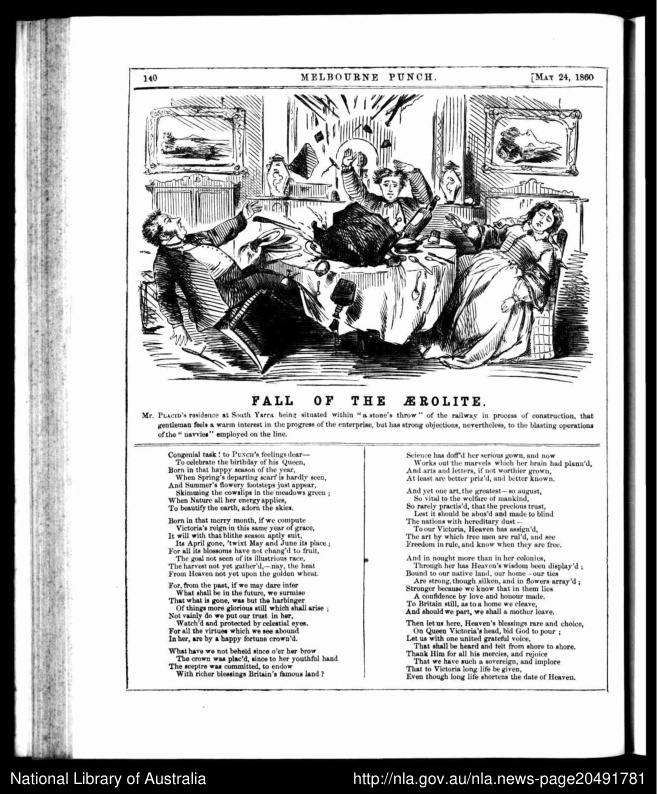 140
MELBOURNE PUNCH.
[MAY 24, 1860
FALL OF THE ÆROLITE.
MR. PLACID'S residence at South Yarra being situated within "a stone's throw" of the railway in process of construction, that
gentleman feels a warm interest in the progress of the enterprise, but has strong objections, nevertheless, to the blasting operations
of the "navvies" employed on the line.
Congenial task! to PUNCH'S feelings dear—
To celebrate the birthday of his Queen,
Born in that happy season of the year,
When Spring's departing scarf is hardly seen,
And Summer's flowery footsteps just appear,
Skimming the cowslips in the meadows green;
When Nature all her energy applies,
To beautify the earth, adorn the skies.
Born in that merry month, if we compute
Victoria's reign in this same year of grace,
It will with that blithe season aptly suit,
Its April gone, 'twixt May and June its place;
For all its blossoms have not chang'd to fruit,
The goal not seen of its illustrious race,
The harvest not yet gather'd,—nay, the heat
From Heaven not yet upon the golden wheat.
For, from the past, if we may dare infer
What shall be in the future, we surmise
That what is gone, was but the harbinger
Of things more glorious still which shall arise;
Not vainly do we put our trust in her,
Watch'd and protected by celestial eyes.
For all the virtues which we see abound
In her, are by a happy fortune crown'd.
What have we not beheld since o'er her brow
The crown was plac'd, since to her youthful hand
The sceptre was committed, to endow
With richer blessings Britain's famous land?
Science has doff'd her serious gown, and now
Works out the marvels which her brain had plann'd,
And arts and letters, if not worthier grown,
At least are better priz'd, and better known.
And yet one art, the greatest—so august,
So vital to the welfare of mankind,
So rarely practis'd, that the precious trust,
Lest it should be abus'd and made to blind
The nations with hereditary dust—
To our Victoria, Heaven has assign'd,
The art by which free men are rul'd, and see
Freedom in rule, and know when they are free.
And in nought more than in her colonies,
Through her has Heaven's wisdom been display'd;
Bound to our native land, our home—our ties
Are strong, though silken, and in flowers array'd;
Stronger because we know that in them lies
A confidence by love and honour made.
To Britain still, as to a home we cleave,
And should we part, we shall a mother leave.
Then let us here, Heaven's blessings rare and choice,
On Queen Victoria's head, bid God to pour;
Let us with one united grateful voice,
That shall be heard and felt from shore to shore.
Thank Him for all his mercies, and rejoice
That we have such a sovereign, and implore
That to Victoria long life be given,
Even though long life shortens the date of Heaven.
National Library of Australia
http://nla.gov.au/nla.news-page20491781